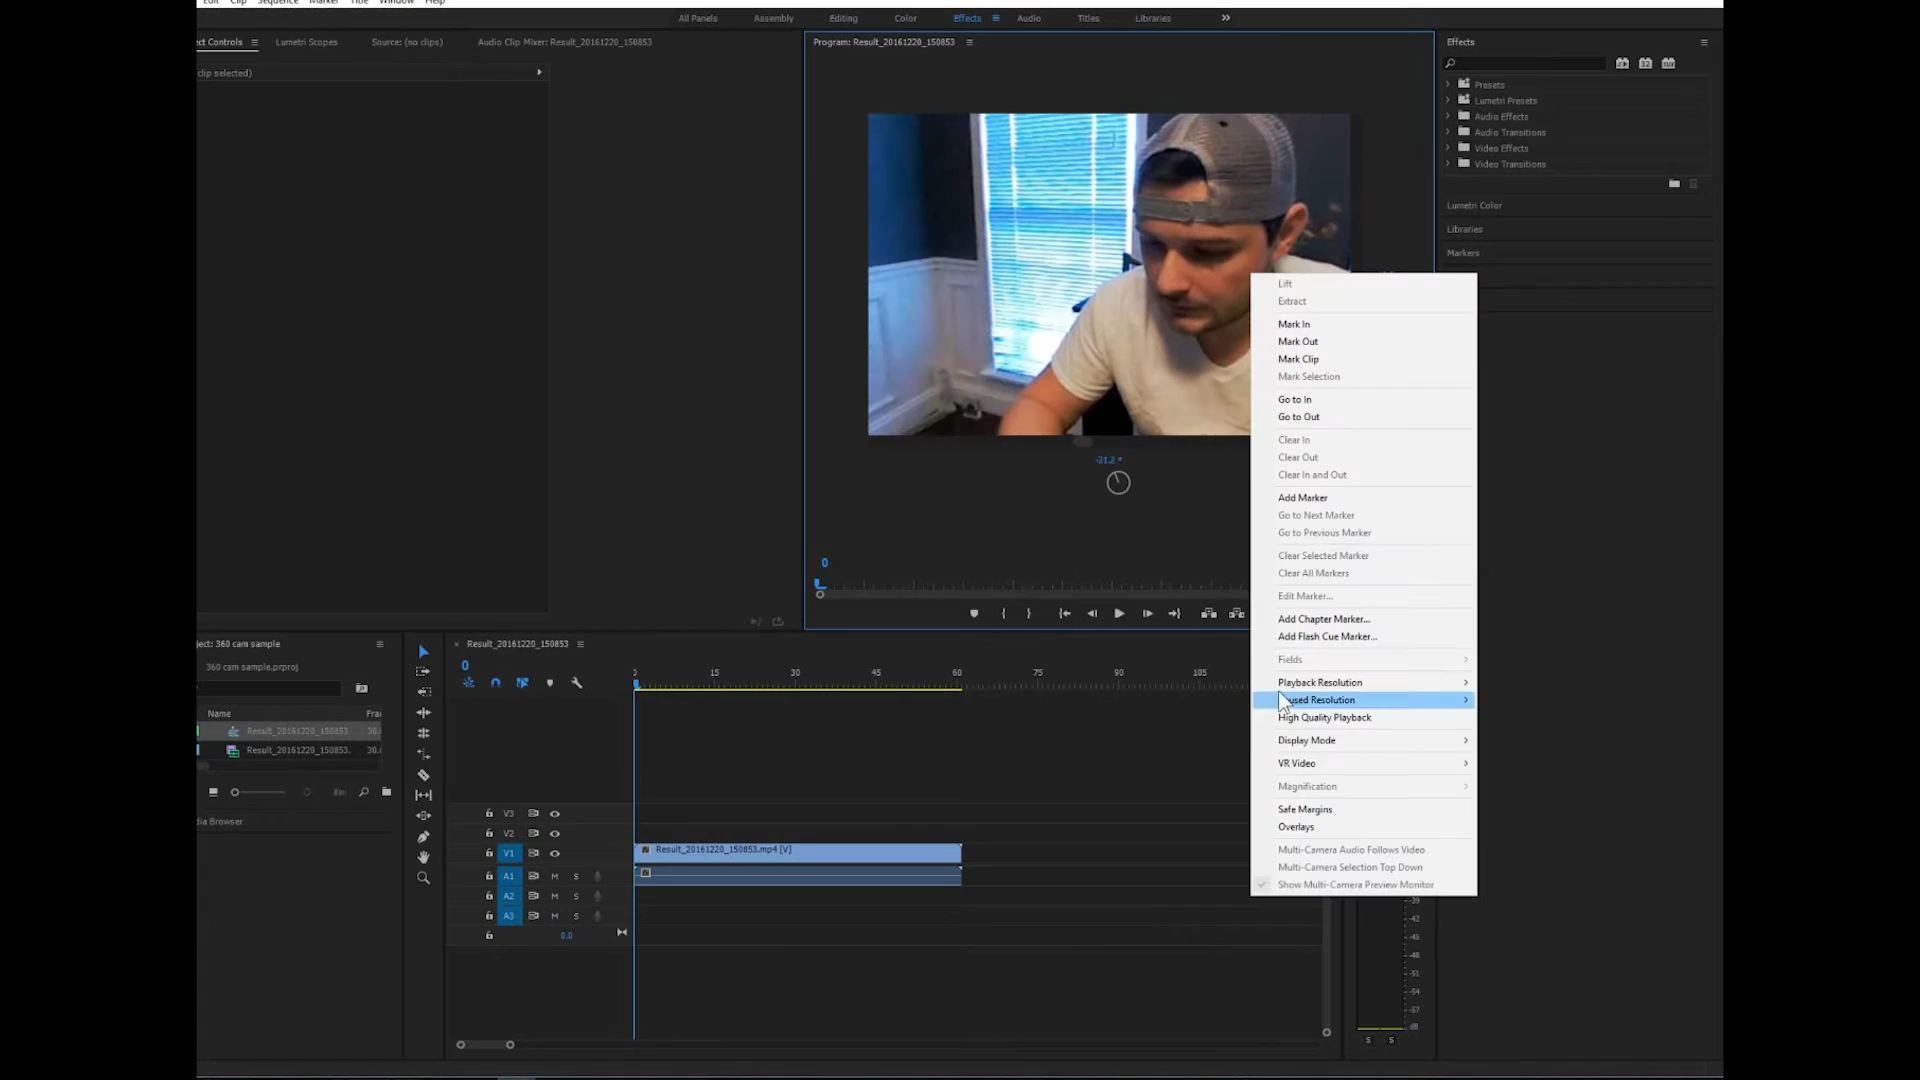 Edit Clip Sequence Marker Title Window Help
All Panels Assembly Editing Color Effects Audio Titles Libraries
ct Controls Lumetri Scopes Source: (no clips) Audio Clip Mixer: Result_20161220_150853
clip selected)
Program: Result_20161220_150853
Effects
Presets
Lumetri Presets
Audio Effects
Audio Transitions
Video Effects
Video Transitions
Lumetri Color
Libraries
Markers
-21.2 °
0
Lift
Extract
Mark In
Mark Out
Mark Clip
Mark Selection
Go to In
Go to Out
Clear In
Clear Out
Clear In and Out
Add Marker
Go to Next Marker
Go to Previous Marker
Clear Selected Marker
Clear All Markers
Edit Marker...
Add Chapter Marker...
Add Flash Cue Marker...
Fields
Playback Resolution
used Resolution
High Quality Playback
Display Mode
VR Video
Magnification
Safe Margins
Overlays
Multi-Camera Audio Follows Video
Multi-Camera Selection Top Down
Show Multi-Camera Preview Monitor
ject: 360 cam sample
360 cam sample.prproj
Name Fra
Result_20161220_150853 30.
Result_20161220_150853. 30.
dia Browser
× Result_20161220_150853
0
0 15 30 45 60 75 90 105
V3
V2
V1 Result_20161220_150853.mp4 [V]
A1 M S
A2 M S
A3 M S
0.0
-39
-42
-45
-48
-51
-54
-57
dB
S S